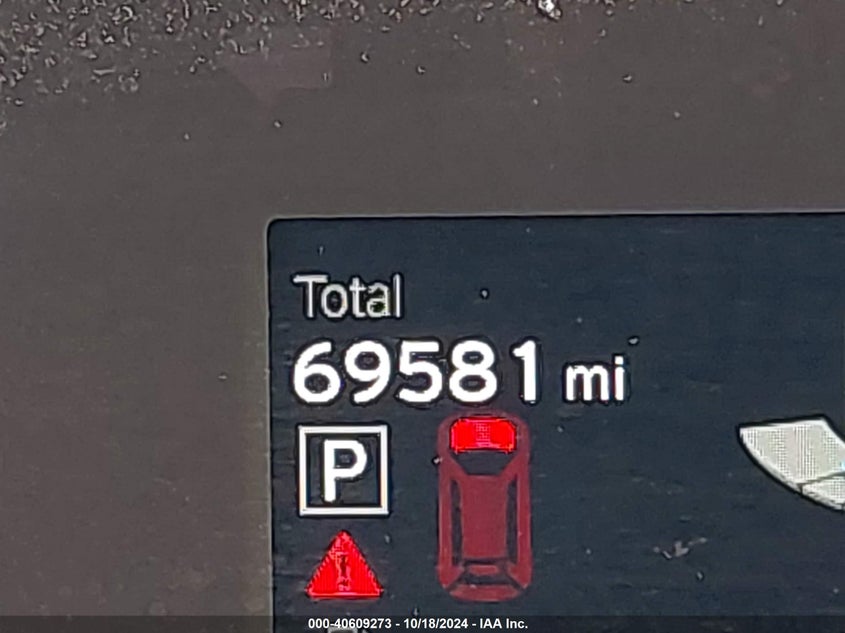 Total
69581 mi
P
000-40609273 - 10/18/2024 - IAA Inc.